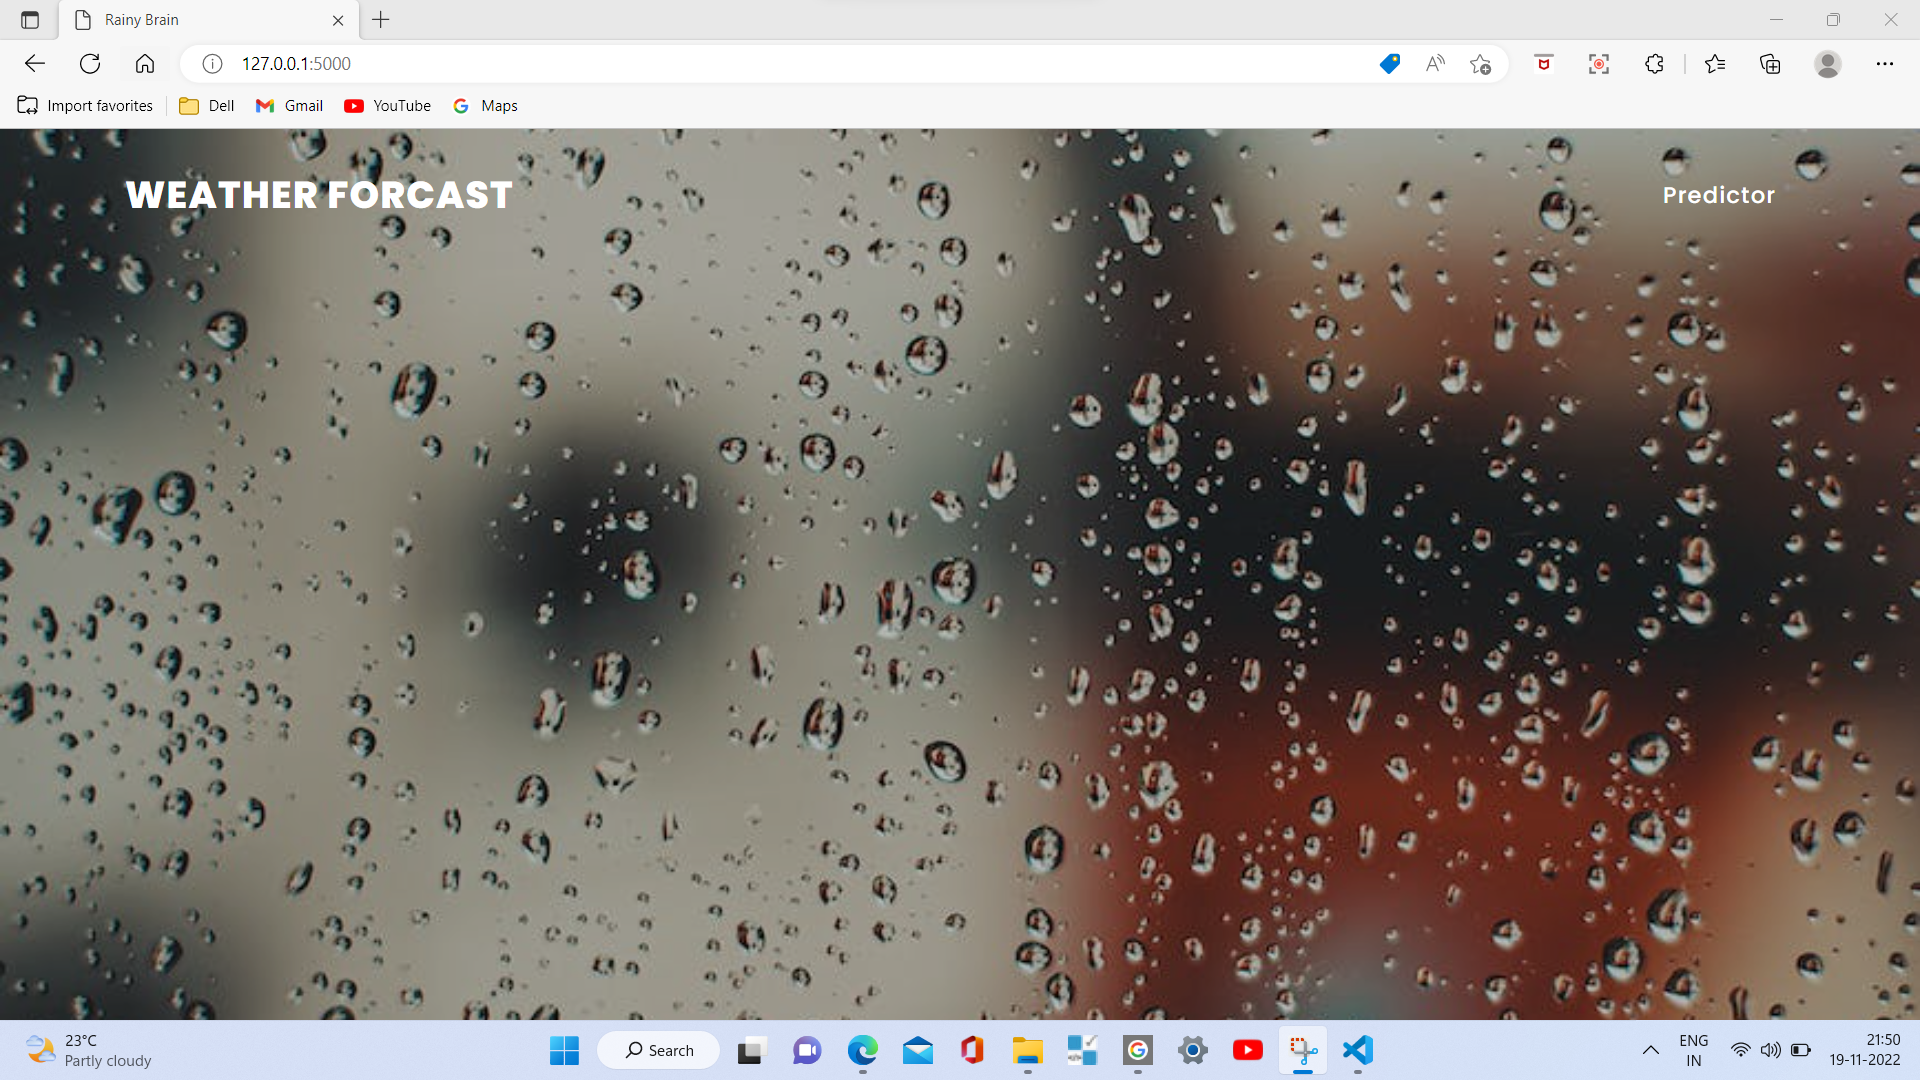 Rainy Brain
127.0.0.1:5000
Import favorites
Dell
Gmail
YouTube
Maps
WEATHER FORCAST
Predictor
23°C
Partly cloudy
Search
ENG
IN
21:50
19-11-2022